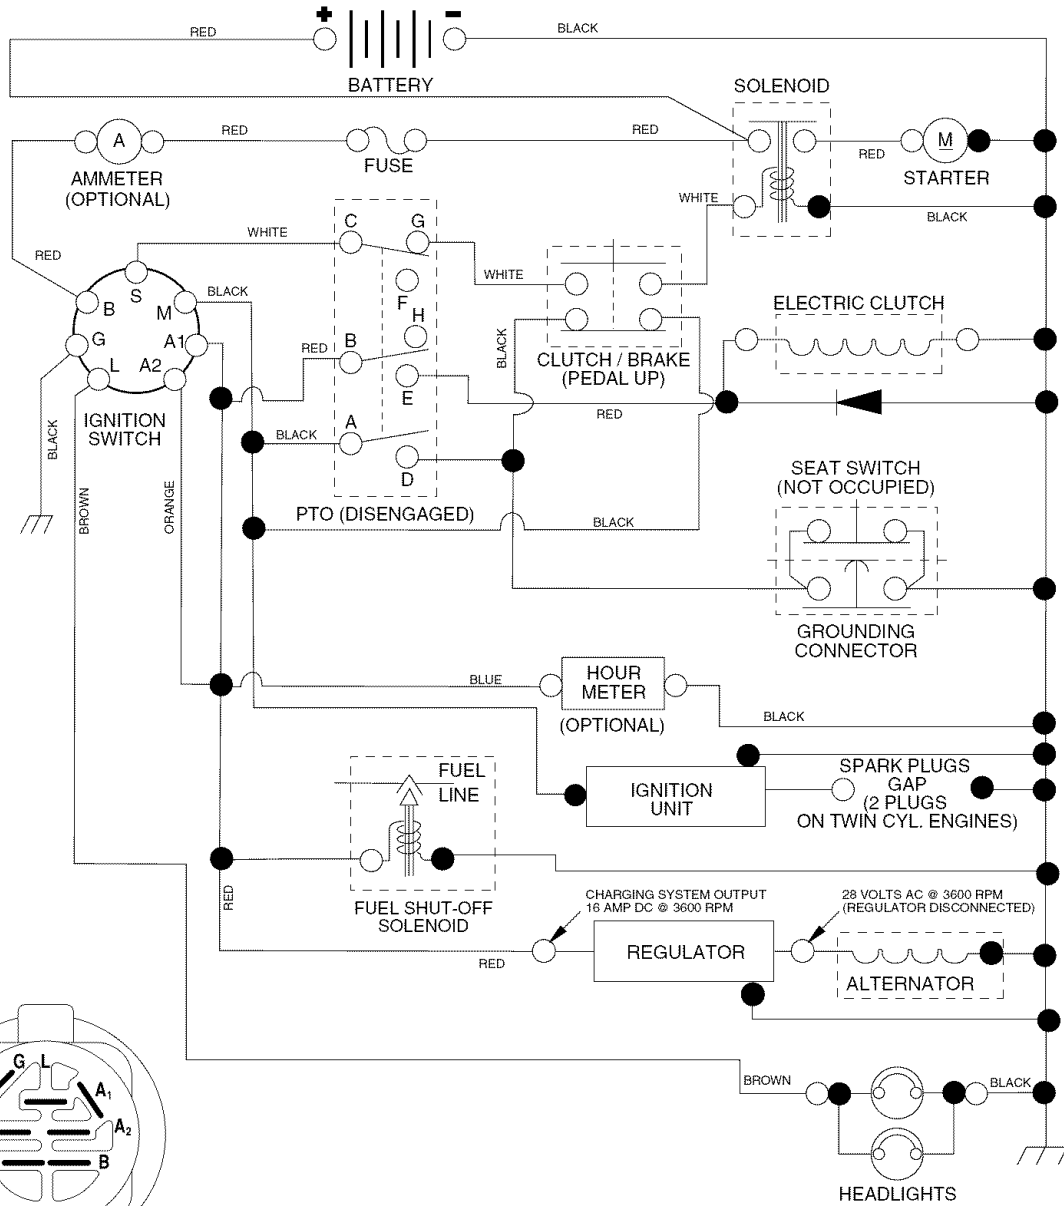 + -
RED
BLACK
BATTERY
SOLENOID
A
RED
RED
FUSE
RED
M
AMMETER
(OPTIONAL)
STARTER
WHITE
BLACK
C
G
WHITE
RED
WHITE
S
B
M
BLACK
F
H
ELECTRIC CLUTCH
G
A1
RED
B
BLACK
CLUTCH / BRAKE
(PEDAL UP)
L
A2
E
RED
IGNITION
SWITCH
BLACK
A
BLACK
D
SEAT SWITCH
(NOT OCCUPIED)
BROWN
ORANGE
PTO (DISENGAGED)
BLACK
GROUNDING
CONNECTOR
BLUE
HOUR
METER
(OPTIONAL)
BLACK
FUEL
LINE
IGNITION
UNIT
SPARK PLUGS
GAP
(2 PLUGS
ON TWIN CYL. ENGINES)
RED
FUEL SHUT-OFF
SOLENOID
CHARGING SYSTEM OUTPUT
16 AMP DC @ 3600 RPM
28 VOLTS AC @ 3600 RPM
(REGULATOR DISCONNECTED)
RED
REGULATOR
ALTERNATOR
G L
A1
A2
B
BROWN
BLACK
HEADLIGHTS